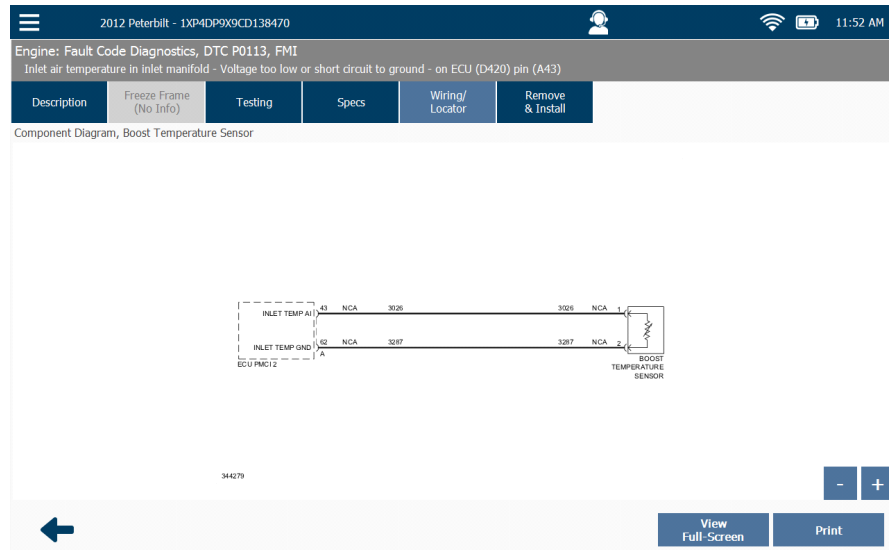 2012 Peterbilt - 1XP4DP9X9CD138470
11:52 AM
Engine: Fault Code Diagnostics, DTC P0113, FMI
Inlet air temperature in inlet manifold - Voltage too low or short circuit to ground - on ECU (D420) pin (A43)
Description
Freeze Frame
(No Info)
Testing
Specs
Wiring/
Locator
Remove
& Install
Component Diagram, Boost Temperature Sensor
INLET TEMP AI 43 NCA 3026 3026 NCA 1
INLET TEMP GND 62 NCA 3287 3287 NCA 2
A
ECU PMCI 2
BOOST
TEMPERATURE
SENSOR
344279
- +
View
Full-Screen
Print